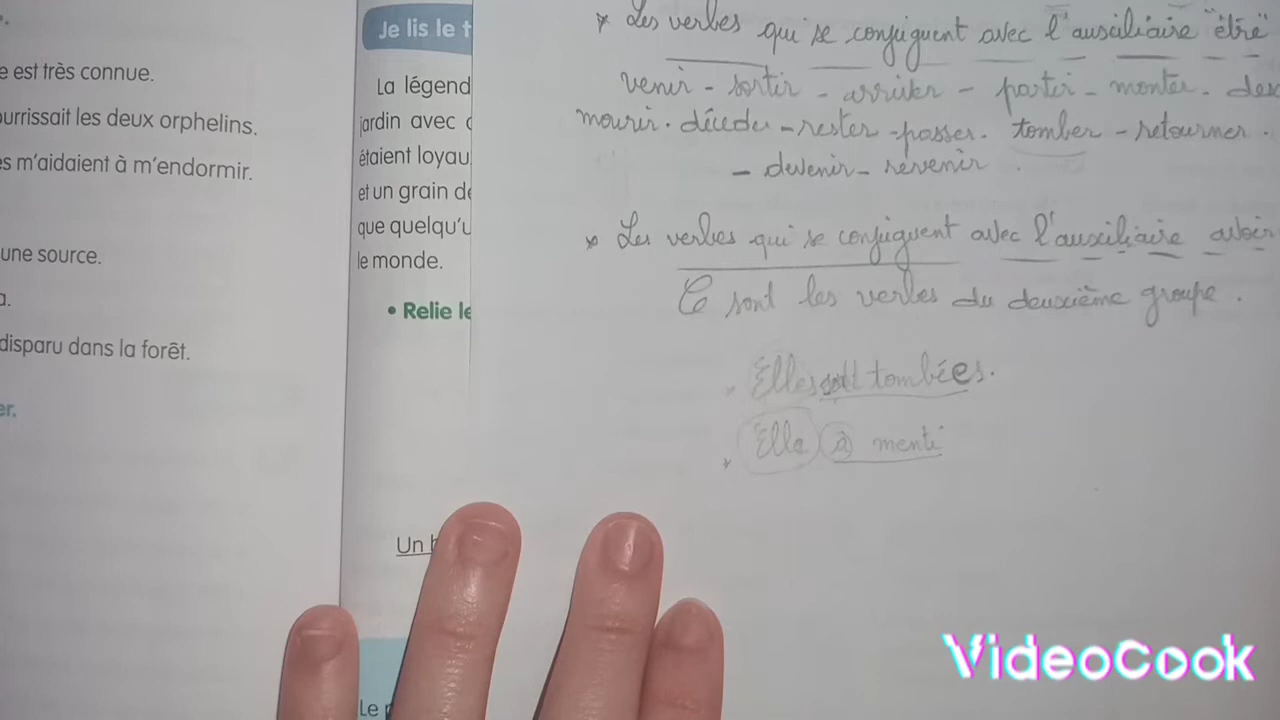 e est très connue.
ourrissait les deux orphelins.
es m'aidaient à m'endormir.
une source.
a.
disparu dans la forêt.
er.
Je lis le t
La légend
jardin avec
étaient loyau
et un grain de
que quelqu'u
le monde.
• Relie le
Un
Le
* Les verbes qui se conjuguent avec l'auxiliaire "être"
venir - sortir - arriver - partir - monter - des
mourir - décéder - rester - passer - tomber - retourner.
- devenir - revenir
* Les verbes qui se conjuguent avec l'auxiliaire avoir
Ce sont les verbes du deuxième groupe.
Elles sont tombées.
* Elle à menti
VideoCook